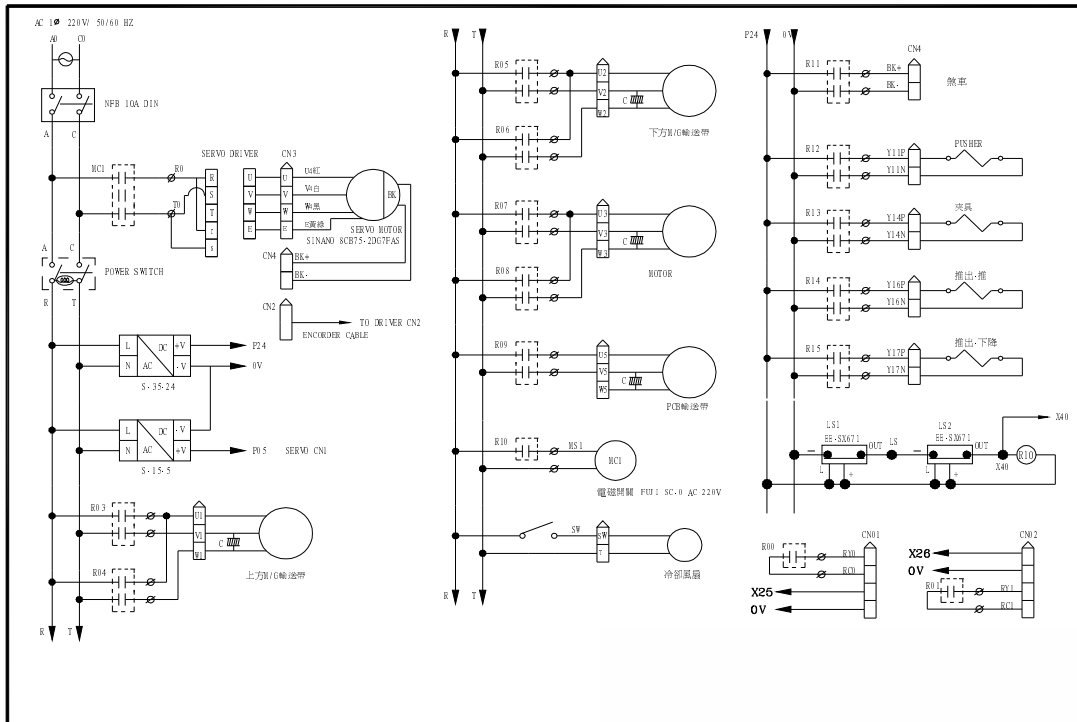 AC 1Ø 220V/ 50/60 HZ
A0 C0
NFB 10A DIN
A C
MC1
R0
T0
SERVO DRIVER
R
S
T
r
s
U
V
W
E
CN3
U
V
W
E
U4紅
V4白
W4黑
E黃綠
BK
SERVO MOTOR
SINANO 8CB75-2DG7FAS
CN4
BK+
BK-
A C
POWER SWITCH
R T
CN2
TO DRIVER CN2
ENCORDER CABLE
L
N
DC
AC
+V
-V
P24
0V
S-35-24
L
N
DC
AC
-V
+V
P05 SERVO CN1
S-15-5
R03
U1
V1
W1
C
R04
上方M/G輸送帶
R T
R T
R05
U2
V2
W2
C
R06
下方M/G輸送帶
R07
U3
V3
W3
C
R08
MOTOR
R09
U5
V5
W5
C
PCB輸送帶
R10
MS1
MC1
電磁開關 FUJI SC-0 AC 220V
SW
SW
T
冷卻風扇
R T
P24 0V
CN4
R11
BK+
BK-
煞車
R12
Y11P
Y11N
PUSHER
R13
Y14P
Y14N
夾具
R14
Y16P
Y16N
推出-推
R15
Y17P
Y17N
推出-下降
X40
LS1
EE-SX671
OUT
LS
LS2
EE-SX671
OUT
X40
R10
L +
L +
CN01
R00
RY0
RC0
X25
0V
CN02
X26
0V
R01
RY1
RC1